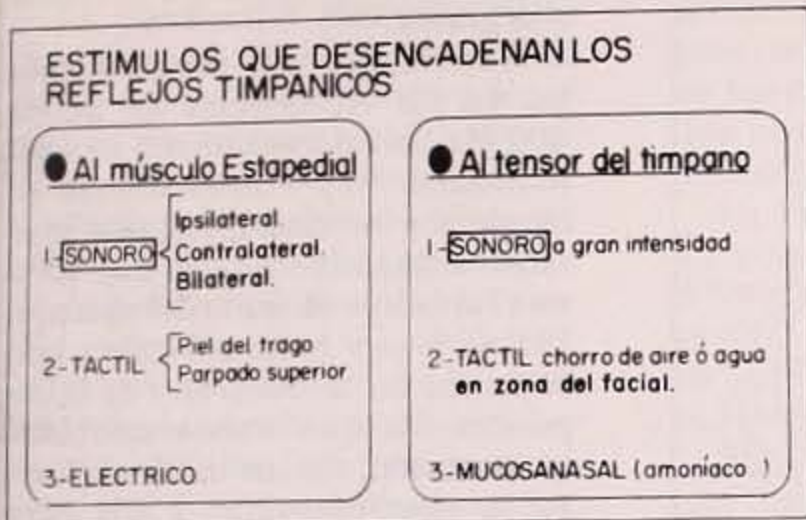 ESTIMULOS QUE DESENCADENAN LOS
REFLEJOS TIMPANICOS
Al músculo Estapedial
1-SONORO
Ipsilateral.
Contralateral.
Bilateral.
2-TACTIL
Piel del trago
Parpado superior
3-ELECTRICO
Al tensor del timpano
1-SONORO a gran intensidad
2-TACTIL chorro de aire ó agua
en zona del facial.
3-MUCOSANASAL (amoníaco )